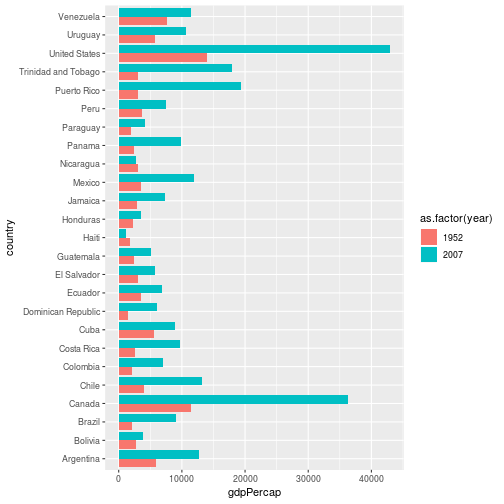 Venezuela
Uruguay
United States
Trinidad and Tobago
Puerto Rico
Peru
Paraguay
Panama
Nicaragua
Mexico
Jamaica
Honduras
Haiti
Guatemala
El Salvador
Ecuador
Dominican Republic
Cuba
Costa Rica
Colombia
Chile
Canada
Brazil
Bolivia
Argentina
country
0 10000 20000 30000 40000
gdpPercap
as.factor(year)
1952
2007